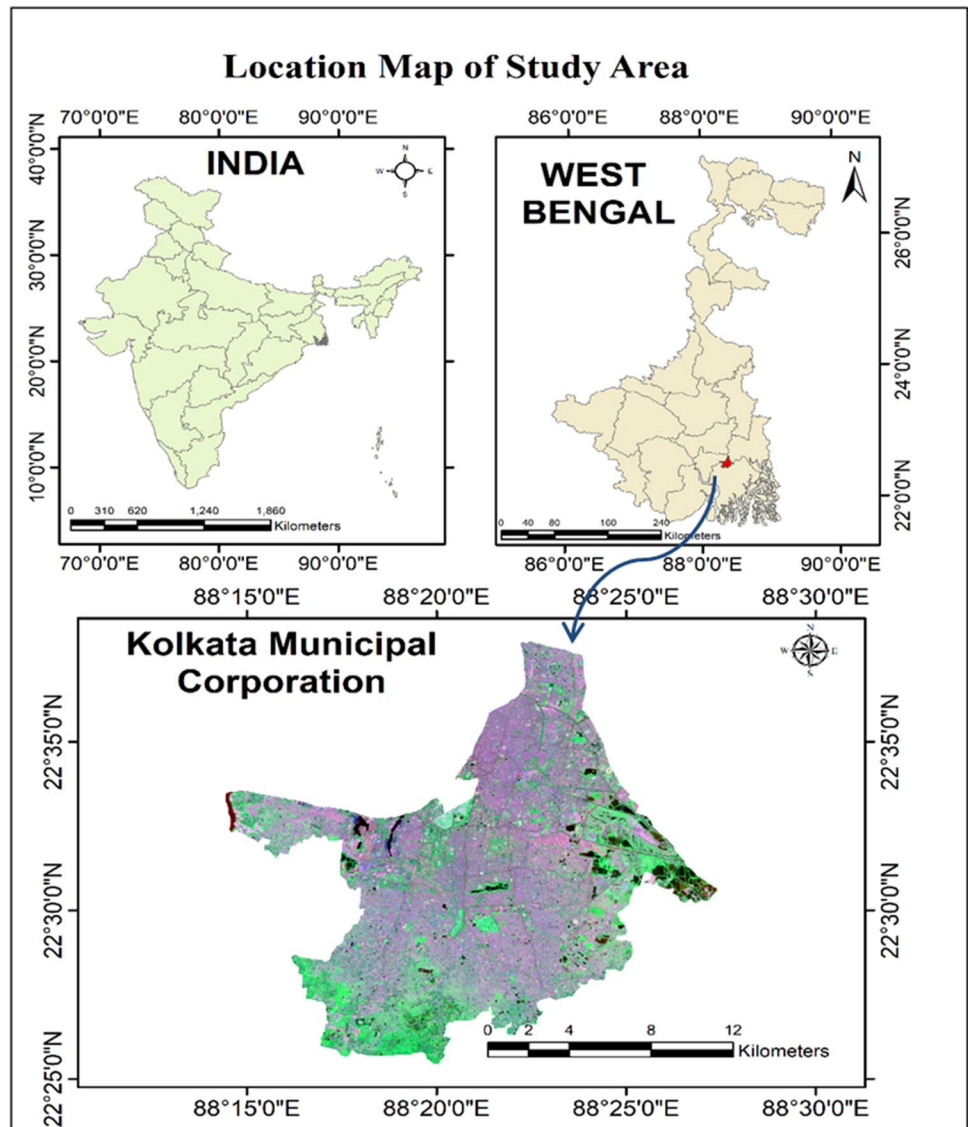 Location Map of Study Area
70°0'0"N 80°0'0"N 90°0'0"N
INDIA
N
W E
S
40°0'0"N
30°0'0"N
20°0'0"N
10°0'0"N
0 310 620 1,240 1,860
Kilometers
70°0'0"N 80°0'0"N 90°0'0"N
86°0'0"N 88°0'0"N 90°0'0"N
WEST
BENGAL
N
26°0'0"N
24°0'0"N
22°0'0"N
0 40 80 160 240
Kilometers
86°0'0"E 88°0'0"E 90°0'0"E
88°15'0"E 88°20'0"E 88°25'0"E 88°30'0"E
Kolkata Municipal
Corporation
N
W E
S
22°35'0"N 22°35'0"N
22°30'0"N 22°30'0"N
22°25'0"N 22°25'0"N
0 2 4 8 12
Kilometers
88°15'0"E 88°20'0"E 88°25'0"E 88°30'0"E